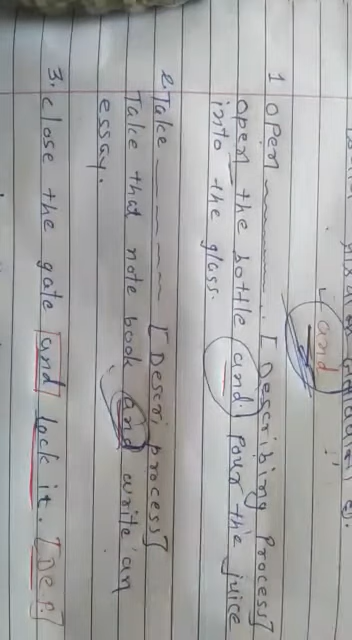 "and"
1 open ———. [Describing process]
open the bottle and pour the juice
into the glass.
2. Take ———— [Descri process]
Take that note book and write an
essay.
3. close the gate and lock it. [De.s.]